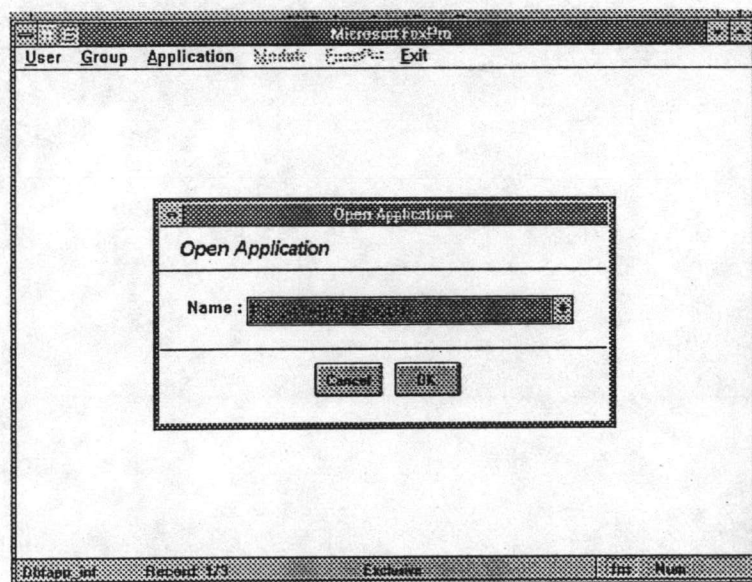 Microsoft FoxPro
User Group Application Module Exit
Open Application
Open Application
Name :
Cancel OK
Record: 1/3 Exclusive Ins Num